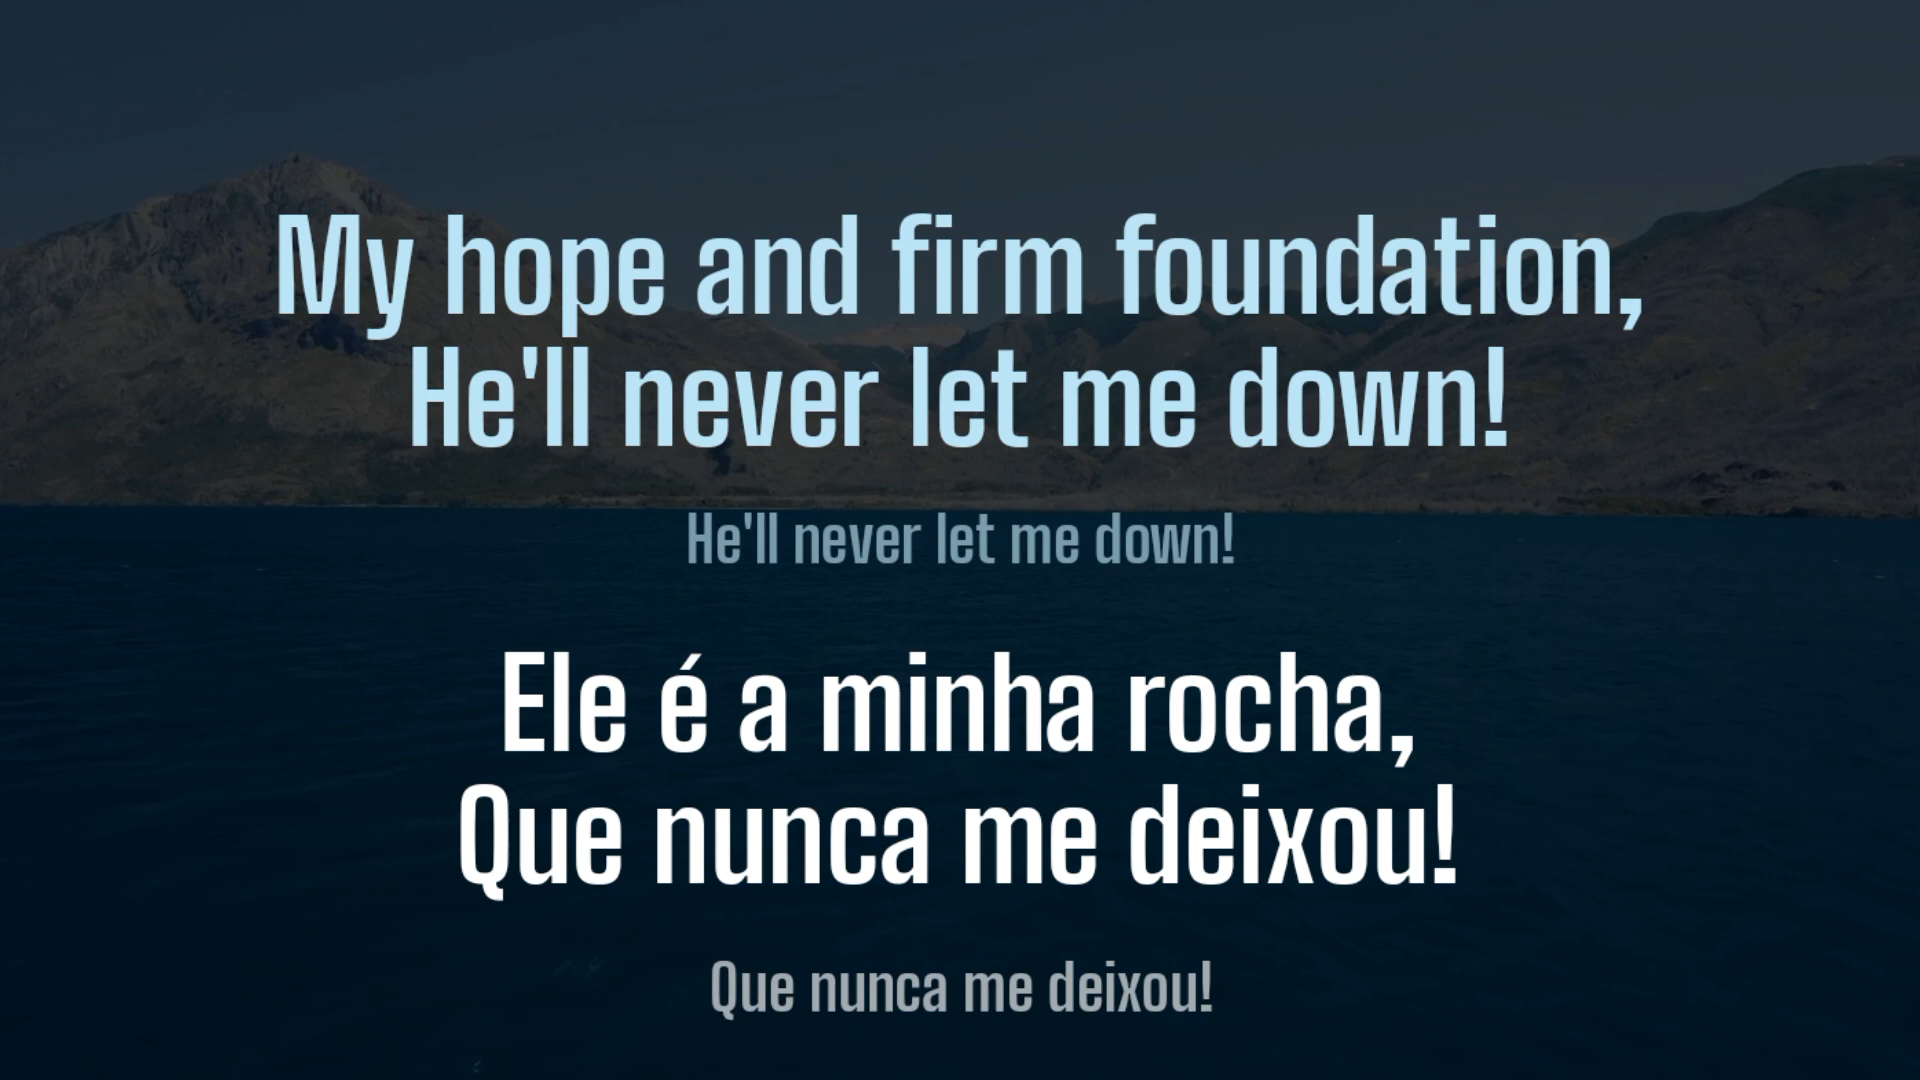 My hope and firm foundation,
He'll never let me down!
He'll never let me down!
Ele é a minha rocha,
Que nunca me deixou!
Que nunca me deixou!